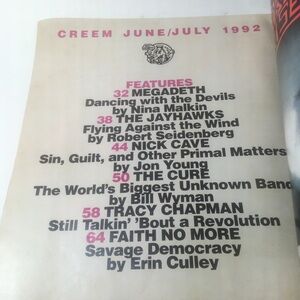 CREEM JUNE/JULY 1992
FEATURES
32 MEGADETH
Dancing with the Devils
by Nina Malkin
38 THE JAYHAWKS
Flying Against the Wind
by Robert Seidenberg
44 NICK CAVE
Sin, Guilt, and Other Primal Matters
by Jon Young
50 THE CURE
The World's Biggest Unknown Band
by Bill Wyman
58 TRACY CHAPMAN
Still Talkin' 'Bout a Revolution
64 FAITH NO MORE
Savage Democracy
by Erin Culley